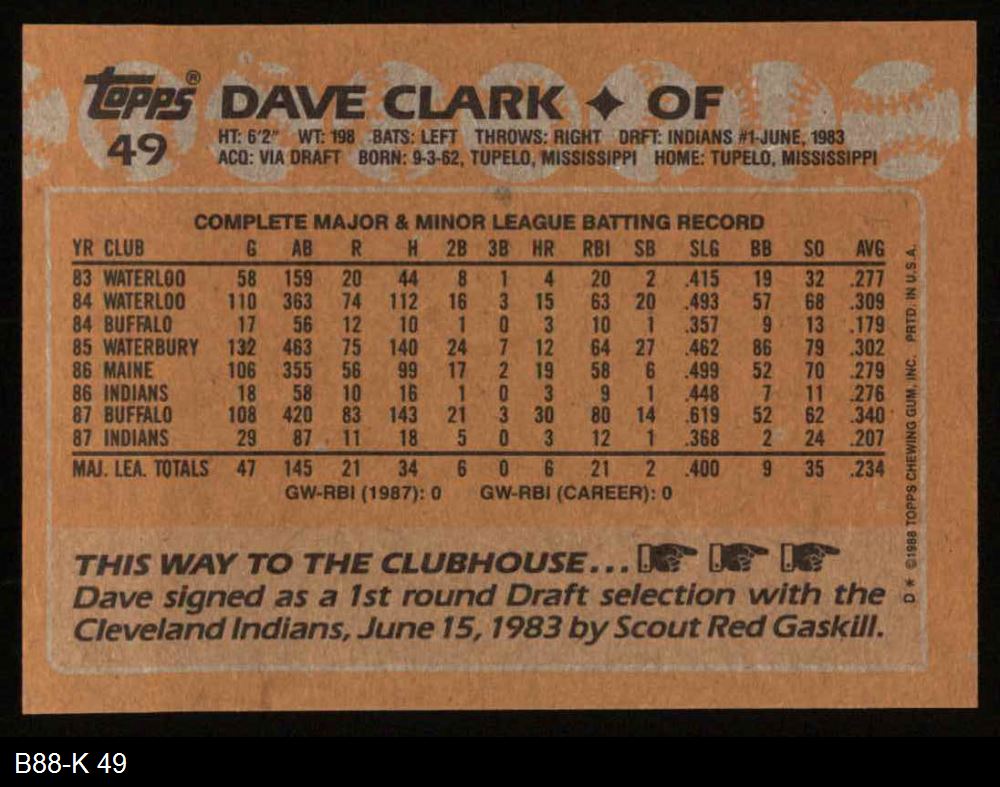 Topps®
49
DAVE CLARK ✦ OF
HT: 6'2" WT: 198 BATS: LEFT THROWS: RIGHT DRFT: INDIANS #1-JUNE, 1983
ACQ: VIA DRAFT BORN: 9-3-62, TUPELO, MISSISSIPPI HOME: TUPELO, MISSISSIPPI
COMPLETE MAJOR & MINOR LEAGUE BATTING RECORD
YR CLUB G AB R H 2B 3B HR RBI SB SLG BB SO AVG
83 WATERLOO 58 159 20 44 8 1 4 20 2 .415 19 32 .277
84 WATERLOO 110 363 74 112 16 3 15 63 20 .493 57 68 .309
84 BUFFALO 17 56 12 10 1 0 3 10 1 .357 9 13 .179
85 WATERBURY 132 463 75 140 24 7 12 64 27 .462 86 79 .302
86 MAINE 106 355 56 99 17 2 19 58 6 .499 52 70 .279
86 INDIANS 18 58 10 16 1 0 3 9 1 .448 7 11 .276
87 BUFFALO 108 420 83 143 21 3 30 80 14 .619 52 62 .340
87 INDIANS 29 87 11 18 5 0 3 12 1 .368 2 24 .207
MAJ. LEA. TOTALS 47 145 21 34 6 0 6 21 2 .400 9 35 .234
GW-RBI (1987): 0 GW-RBI (CAREER): 0
THIS WAY TO THE CLUBHOUSE...
Dave signed as a 1st round Draft selection with the
Cleveland Indians, June 15, 1983 by Scout Red Gaskill.
D * ©1988 TOPPS CHEWING GUM, INC. PRTD. IN U.S.A.
B88-K 49